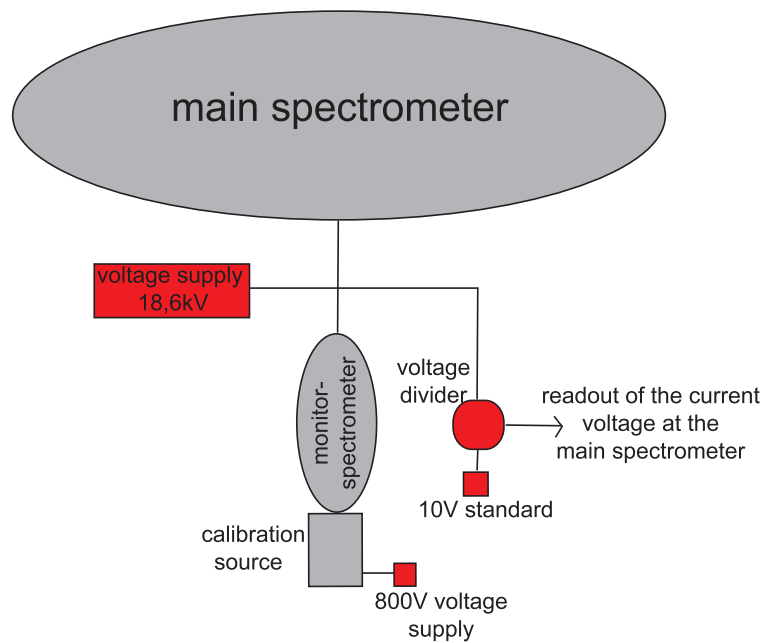 main spectrometer
voltage supply
18,6kV
monitor-
spectrometer
voltage
divider
readout of the current
voltage at the
main spectrometer
10V standard
calibration
source
800V voltage
supply